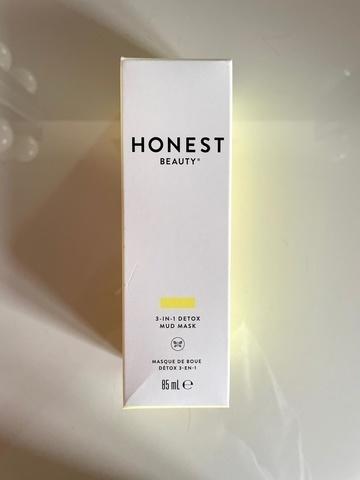 HONEST
BEAUTY®
3-IN-1 DETOX
MUD MASK
MASQUE DE BOUE
DÉTOX 3-EN-1
85 mL ℮